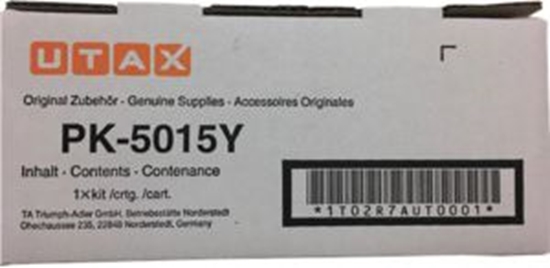 UTAX
Original Zubehör - Genuine Supplies - Accessoires Originales
PK-5015Y
Inhalt - Contents - Contenance
1×kit /crtg. /cart.
TA Triumph-Adler GmbH, Betriebsstätte Norderstedt
Ohechaussee 235, 22848 Norderstedt, Germany
*1T02R7AUT0001*